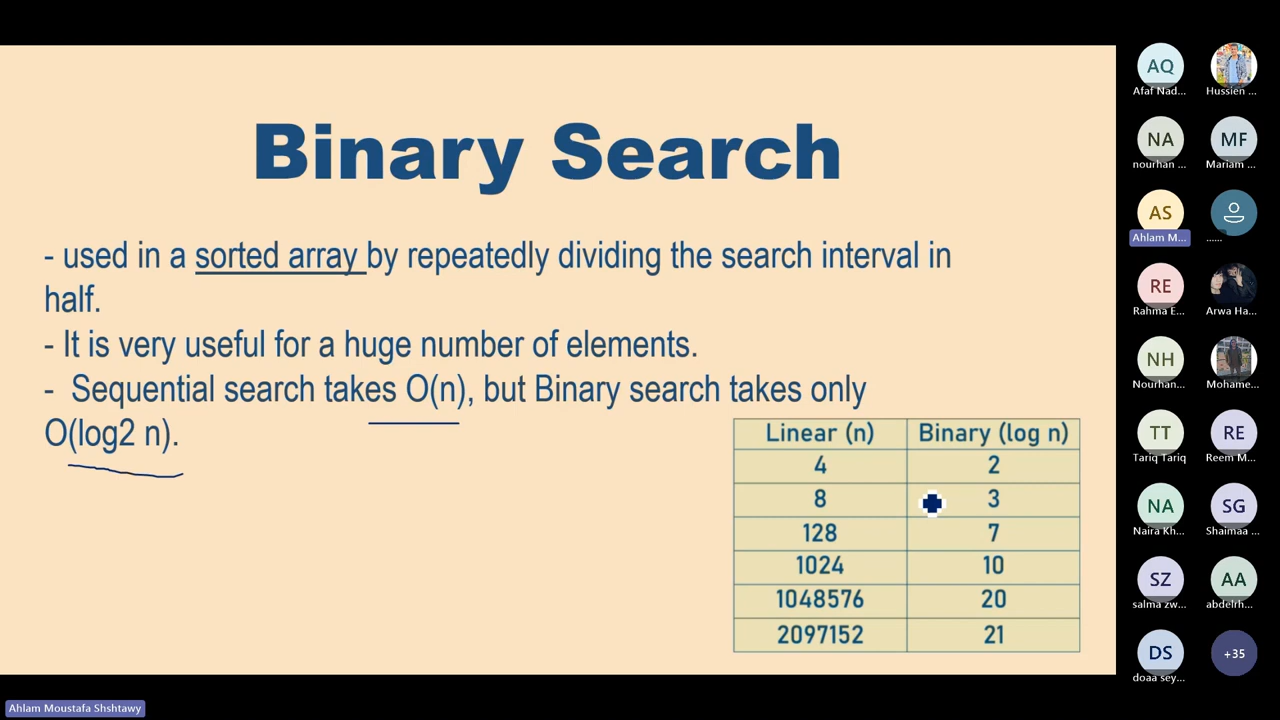 Binary Search
- used in a sorted array by repeatedly dividing the search interval in
half.
- It is very useful for a huge number of elements.
- Sequential search takes O(n), but Binary search takes only
O(log2 n).
Linear (n) Binary (log n)
4 2
8 3
128 7
1024 10
1048576 20
2097152 21
AQ
Afaf Nad...
Hussien ...
NA
nourhan ...
MF
Mariam ...
AS
Ahlam M...
......
RE
Rahma E...
Arwa Ha...
NH
Nourhan...
Mohame...
TT
Tariq Tariq
RE
Reem M...
NA
Naira Kh...
SG
Shaimaa ...
SZ
salma zw...
AA
abdelrh...
DS
doaa sey...
+35
Ahlam Moustafa Shshtawy